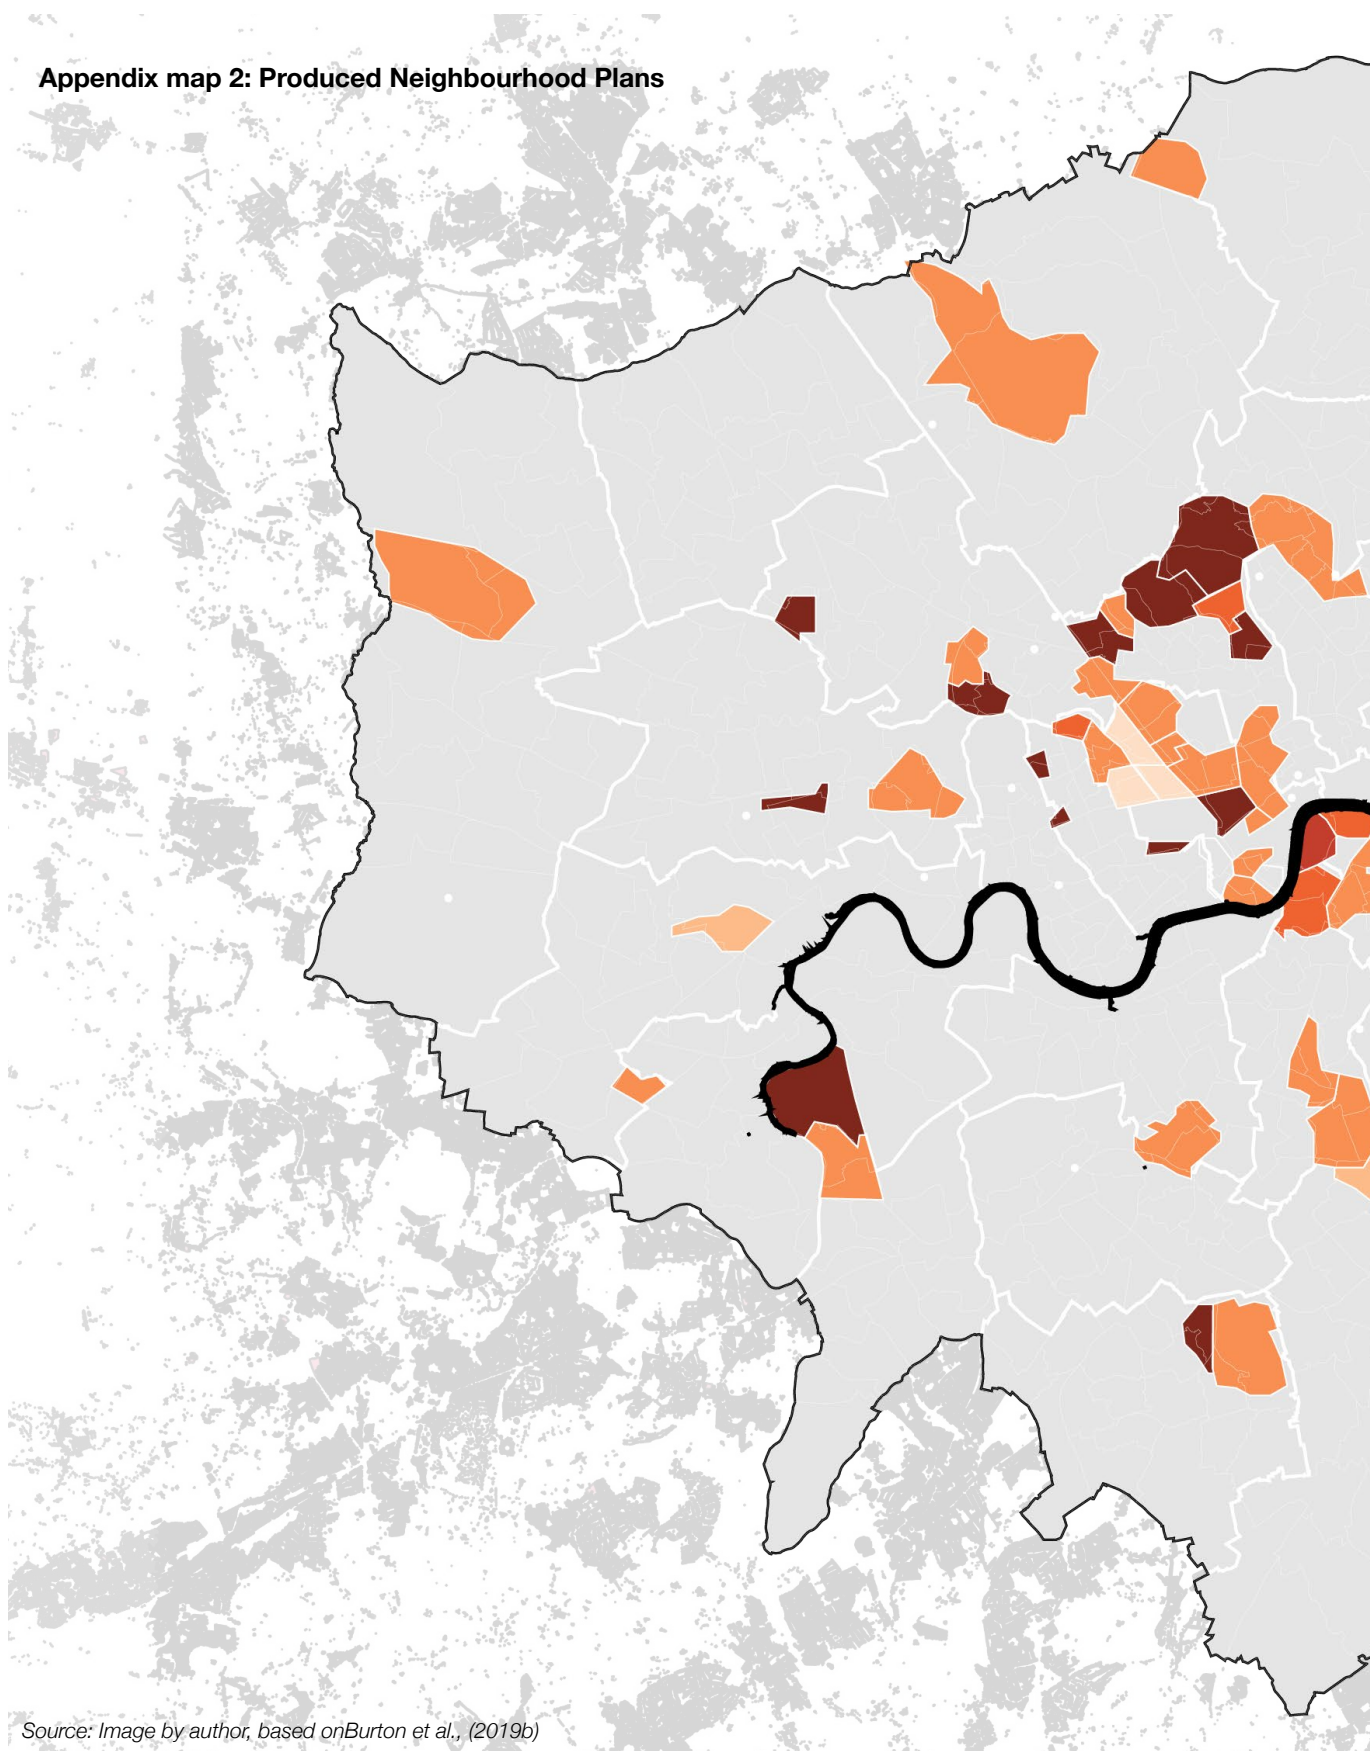 Appendix map 2: Produced Neighbourhood Plans
Source: Image by author, based onBurton et al., (2019b)